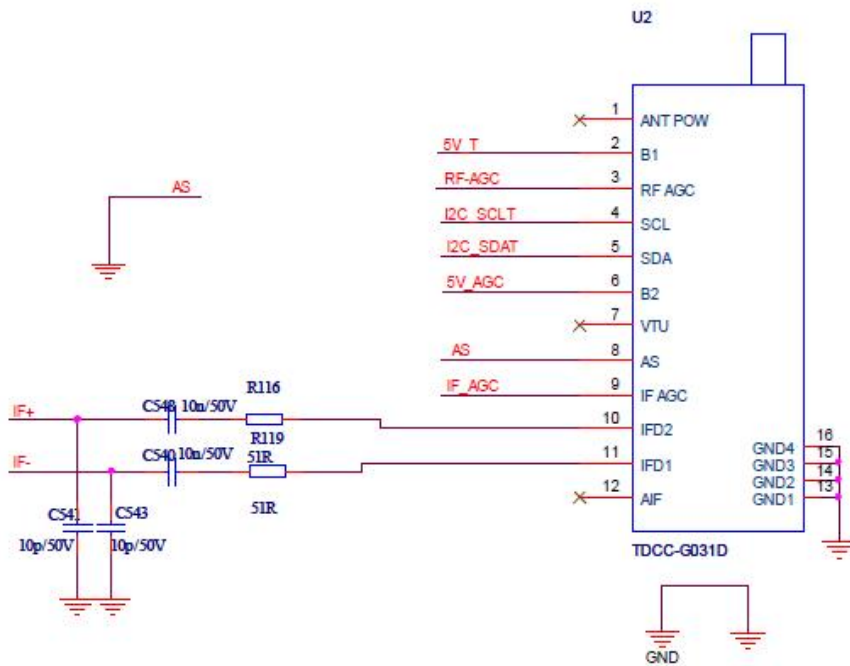 U2
1 ANT POW
5V_T 2 B1
RF-AGC 3 RF AGC
AS
I2C_SCLT 4 SCL
I2C_SDAT 5 SDA
5V_AGC 6 B2
7 VTU
AS 8 AS
IF_AGC 9 IF AGC
R116
C548 10n/50V
IF+
10 IFD2
R119
16
GND4
C540 10n/50V 51R
IF-
11 IFD1
15
GND3
14
GND2
12 AIF
13
GND1
51R
C541 C543
10p/50V 10p/50V
TDCC-G031D
GND